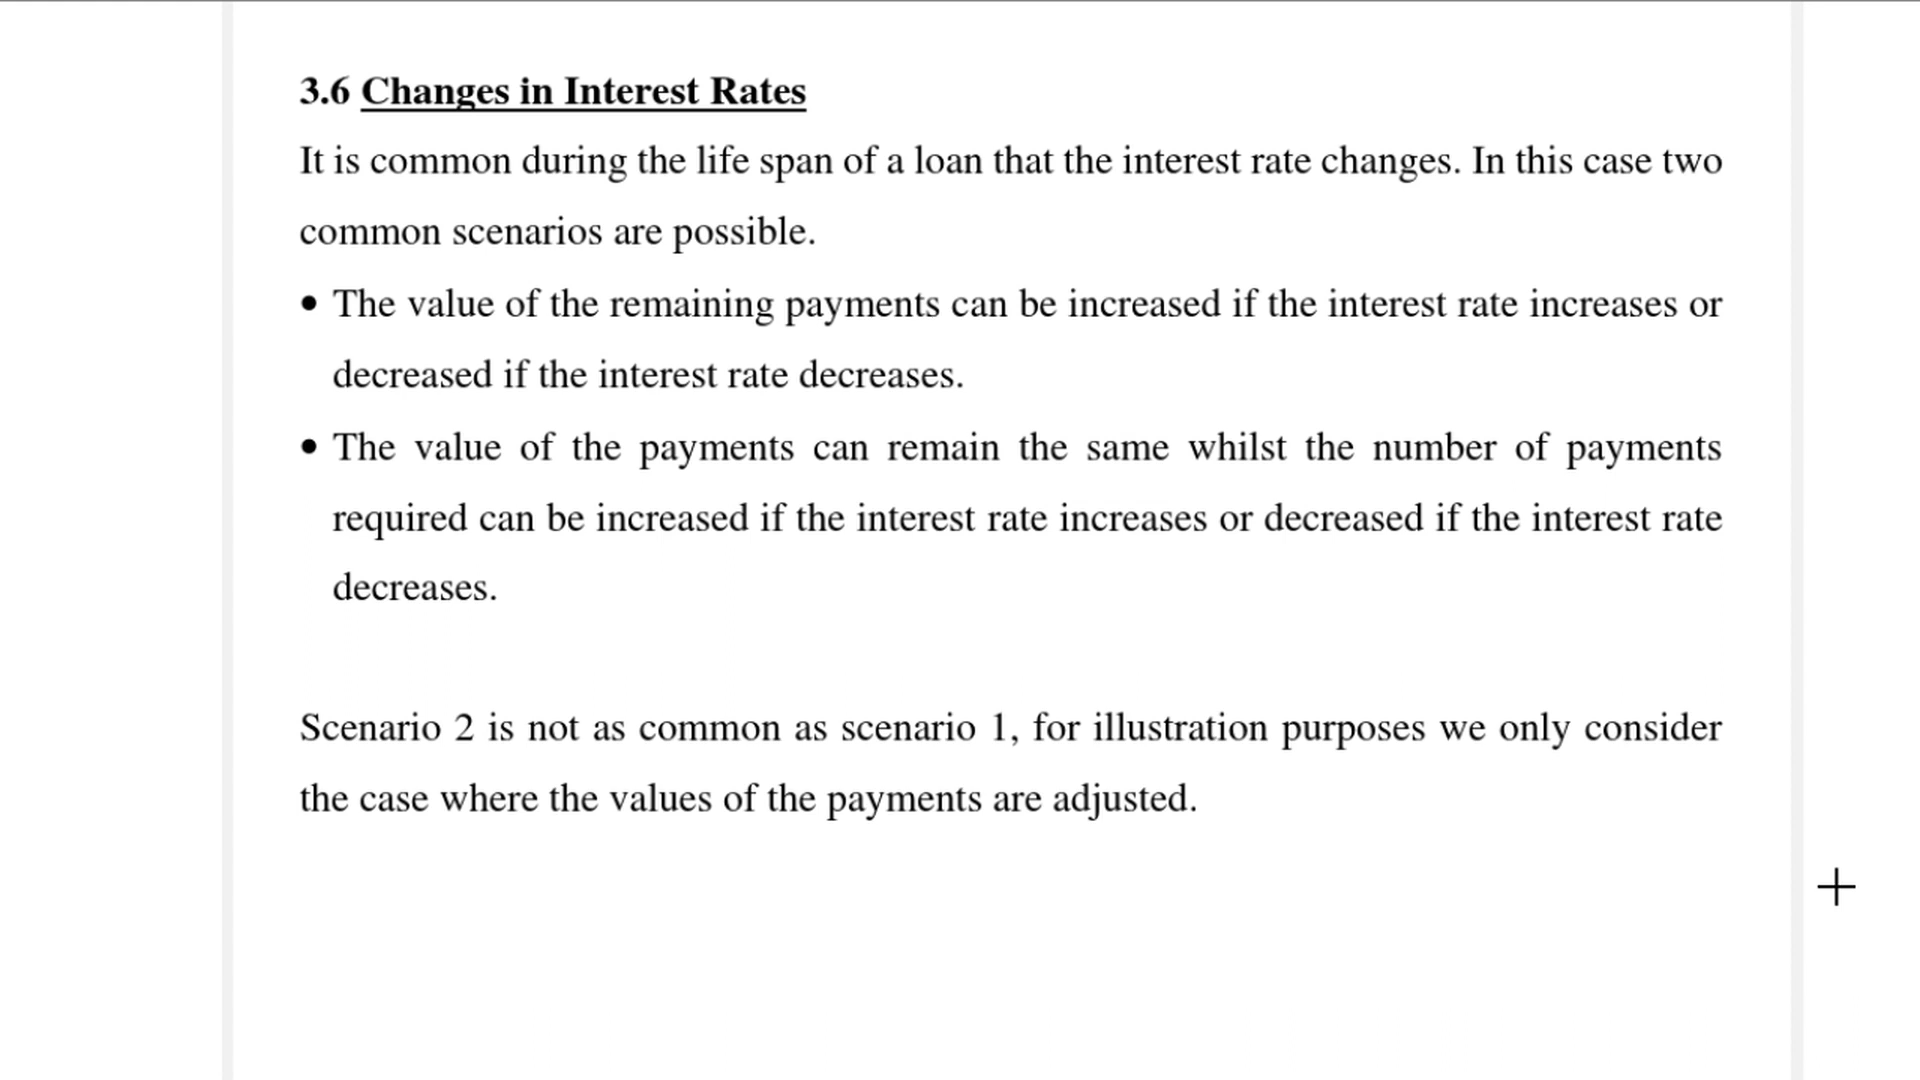 3.6 Changes in Interest Rates
It is common during the life span of a loan that the interest rate changes. In this case two
common scenarios are possible.
• The value of the remaining payments can be increased if the interest rate increases or
decreased if the interest rate decreases.
• The value of the payments can remain the same whilst the number of payments
required can be increased if the interest rate increases or decreased if the interest rate
decreases.
Scenario 2 is not as common as scenario 1, for illustration purposes we only consider
the case where the values of the payments are adjusted.